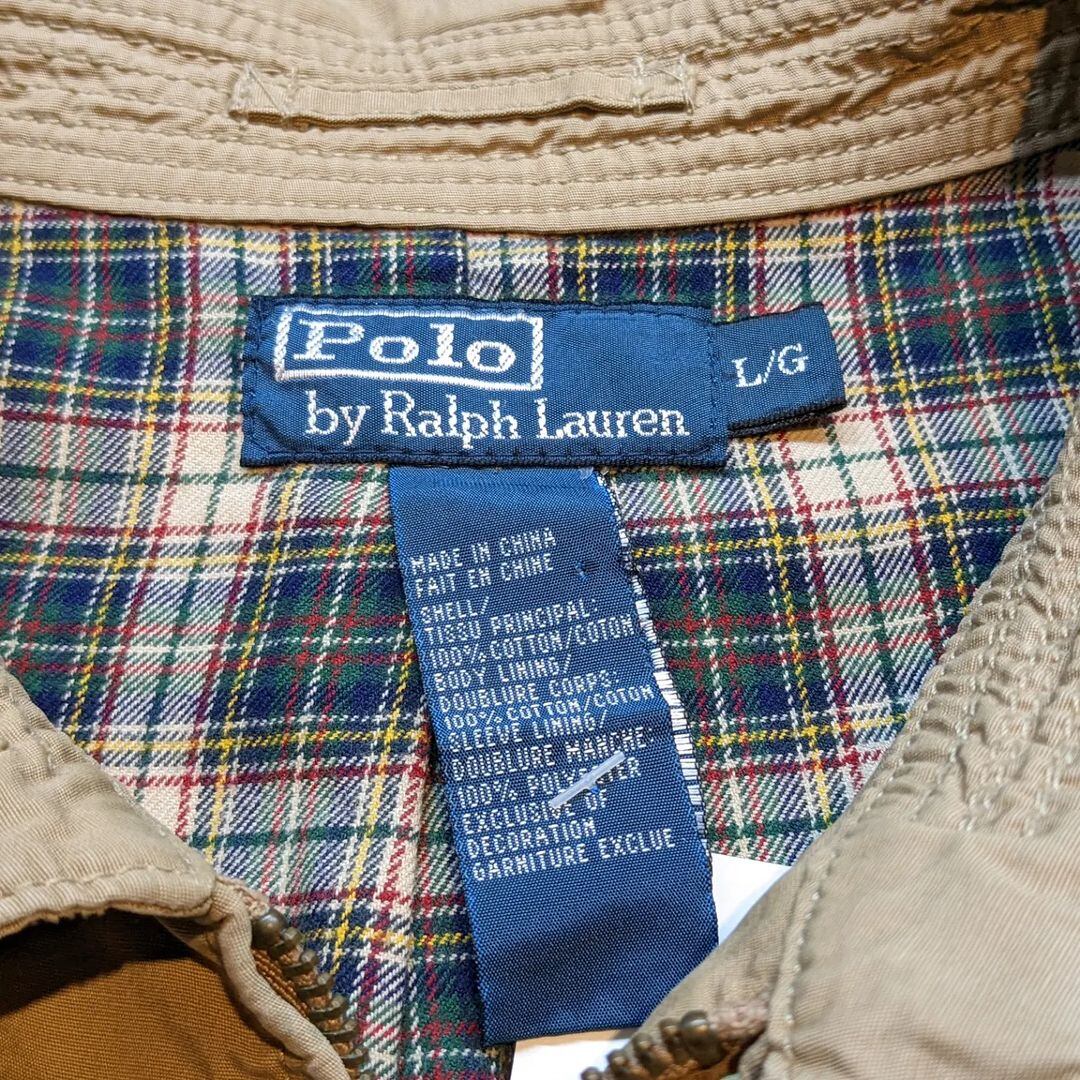 Polo
by Ralph Lauren
L/G
MADE IN CHINA
FAIT EN CHINE
SHELL/
TISSU PRINCIPAL:
100% COTTON/COTON
BODY LINING/
DOUBLURE CORPS:
100% COTTON/COTON
SLEEVE LINING/
DOUBLURE MANCHE
100% POLYESTER
EXCLUSIVE OF
DECORATION
GARNITURE EXCLUE